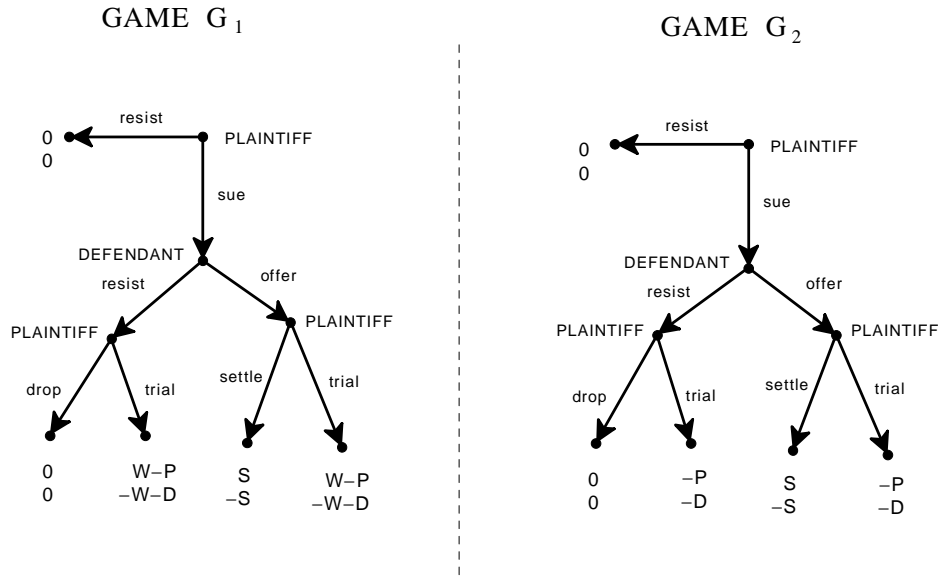 GAME G1
resist
0
0
PLAINTIFF
sue
DEFENDANT
resist
offer
PLAINTIFF
PLAINTIFF
drop
trial
settle
trial
0
0
W–P
–W–D
S
–S
W–P
–W–D
GAME G2
resist
0
0
PLAINTIFF
sue
DEFENDANT
resist
offer
PLAINTIFF
PLAINTIFF
drop
trial
settle
trial
0
0
–P
–D
S
–S
–P
–D